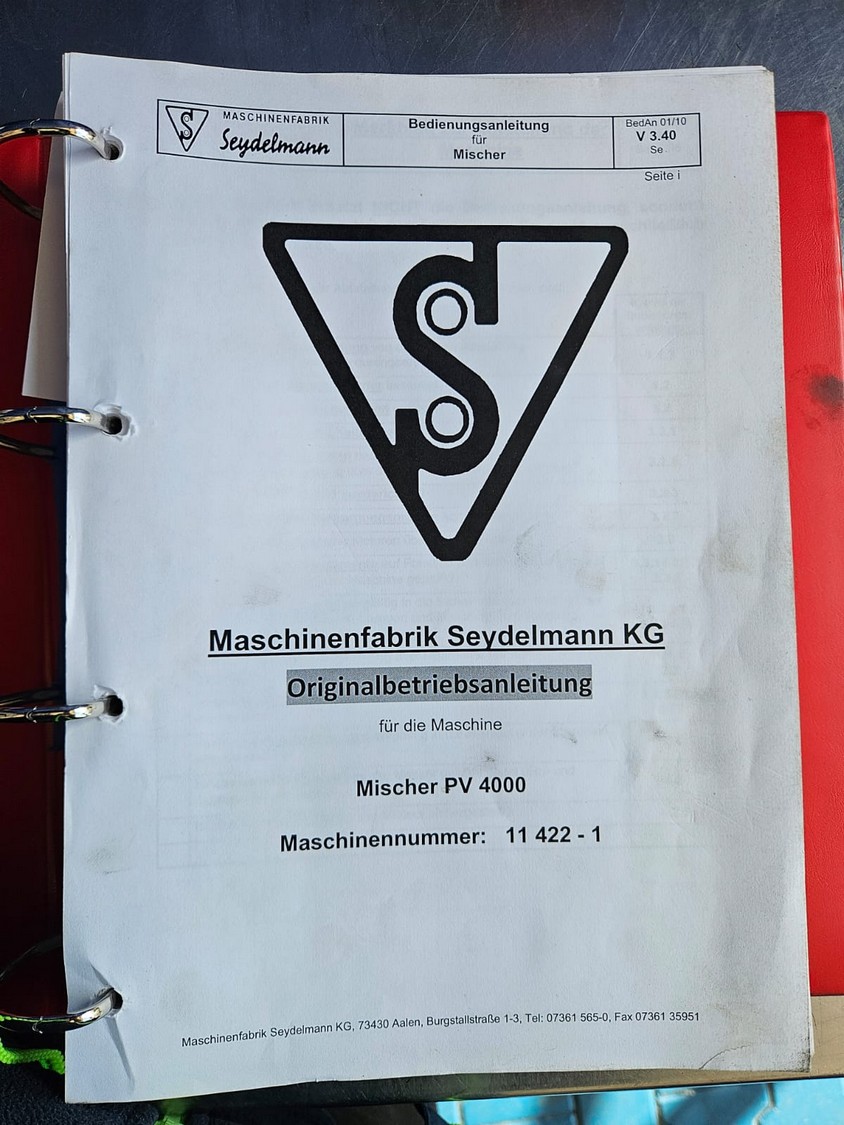 MASCHINENFABRIK
Seydelmann
Bedienungsanleitung
für
Mischer
BedAn 01/10
V 3.40
Se
Seite i
S
Maschinenfabrik Seydelmann KG
Originalbetriebsanleitung
für die Maschine
Mischer PV 4000
Maschinennummer: 11 422 - 1
Maschinenfabrik Seydelmann KG, 73430 Aalen, Burgstallstraße 1-3, Tel: 07361 565-0, Fax 07361 35951